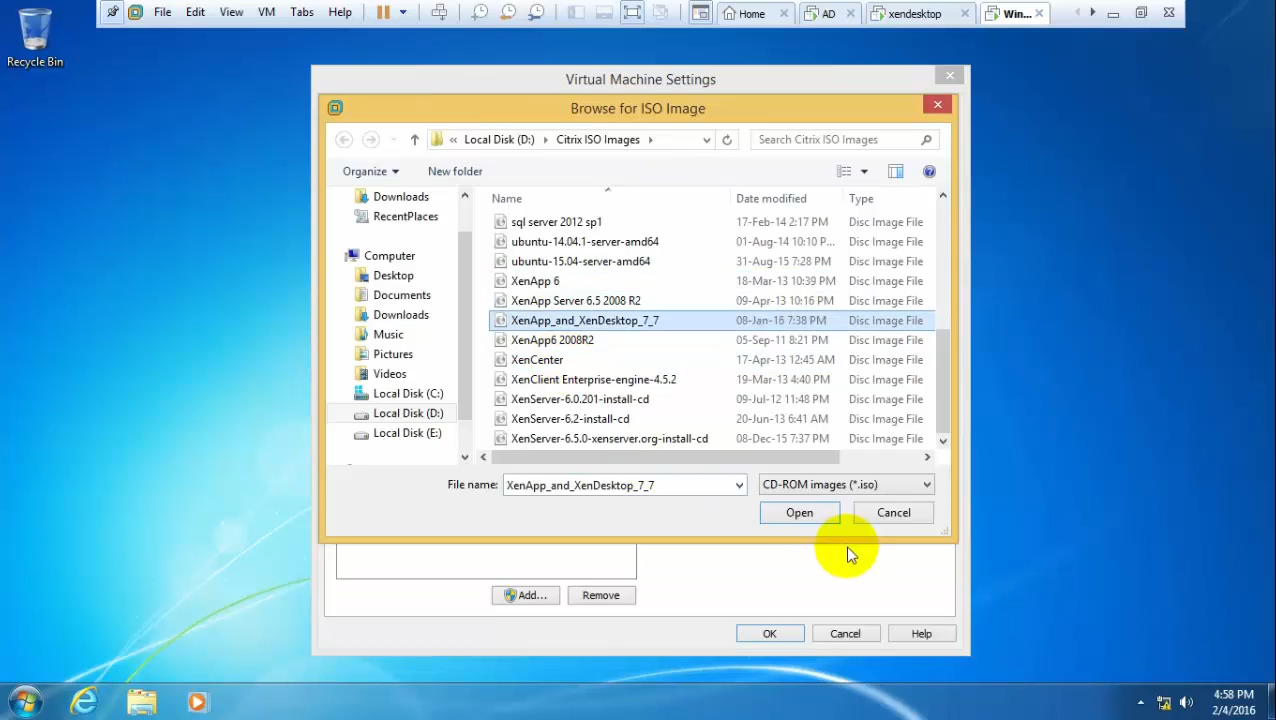 File Edit View VM Tabs Help Home AD xendesktop Win...
Recycle Bin
Virtual Machine Settings
Browse for ISO Image
« Local Disk (D:) Citrix ISO Images Search Citrix ISO Images
Organize New folder
Downloads
RecentPlaces
Computer
Desktop
Documents
Downloads
Music
Pictures
Videos
Local Disk (C:)
Local Disk (D:)
Local Disk (E:)
Name Date modified Type
sql server 2012 sp1 17-Feb-14 2:17 PM Disc Image File
ubuntu-14.04.1-server-amd64 01-Aug-14 10:10 P... Disc Image File
ubuntu-15.04-server-amd64 31-Aug-15 7:28 PM Disc Image File
XenApp 6 18-Mar-13 10:39 PM Disc Image File
XenApp Server 6.5 2008 R2 09-Apr-13 10:16 PM Disc Image File
XenApp_and_XenDesktop_7_7 08-Jan-16 7:38 PM Disc Image File
XenApp6 2008R2 05-Sep-11 8:21 PM Disc Image File
XenCenter 17-Apr-13 12:45 AM Disc Image File
XenClient Enterprise-engine-4.5.2 19-Mar-13 4:40 PM Disc Image File
XenServer-6.0.201-install-cd 09-Jul-12 11:48 PM Disc Image File
XenServer-6.2-install-cd 20-Jun-13 6:41 AM Disc Image File
XenServer-6.5.0-xenserver.org-install-cd 08-Dec-15 7:37 PM Disc Image File
File name: XenApp_and_XenDesktop_7_7 CD-ROM images (*.iso)
Open Cancel
Add... Remove
OK Cancel Help
4:58 PM
2/4/2016